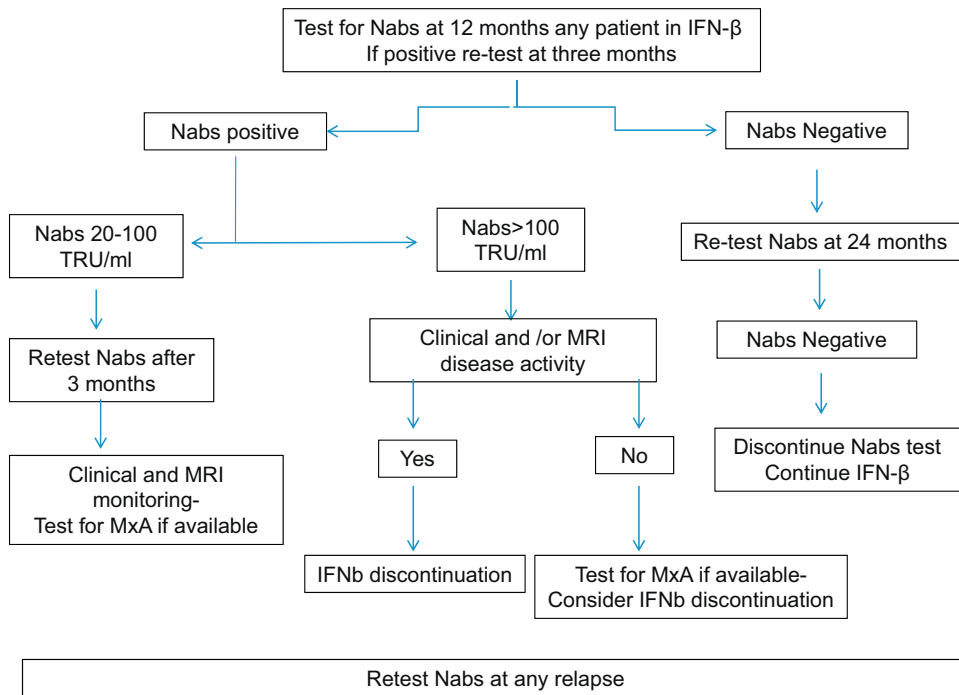 Test for Nabs at 12 months any patient in IFN-β
If positive re-test at three months
Nabs positive
Nabs Negative
Nabs 20-100
TRU/ml
Nabs>100
TRU/ml
Re-test Nabs at 24 months
Retest Nabs after
3 months
Clinical and /or MRI
disease activity
Nabs Negative
Clinical and MRI
monitoring-
Test for MxA if available
Yes
No
Discontinue Nabs test
Continue IFN-β
IFNb discontinuation
Test for MxA if available-
Consider IFNb discontinuation
Retest Nabs at any relapse